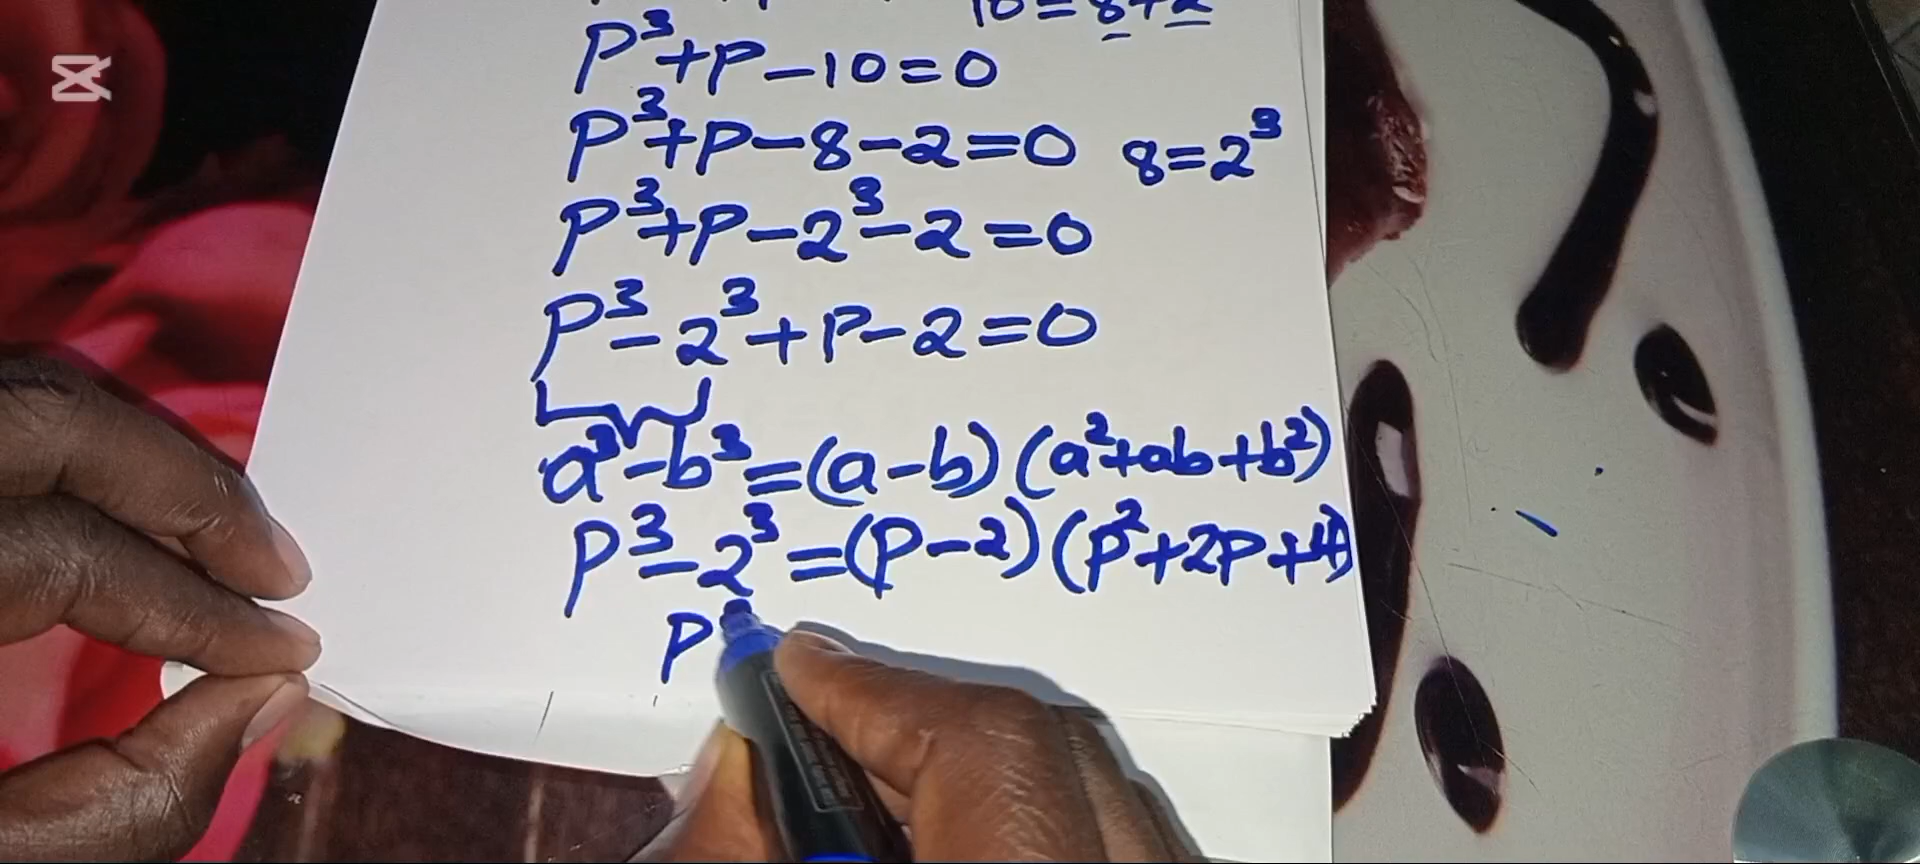 10=8+2
P³+P-10=0
P³+P-8-2=0 8=2³
P³+P-2³-2=0
P³-2³+P-2=0
a³-b³=(a-b)(a²+ab+b²)
P³-2³=(P-2)(P²+2P+4)
P